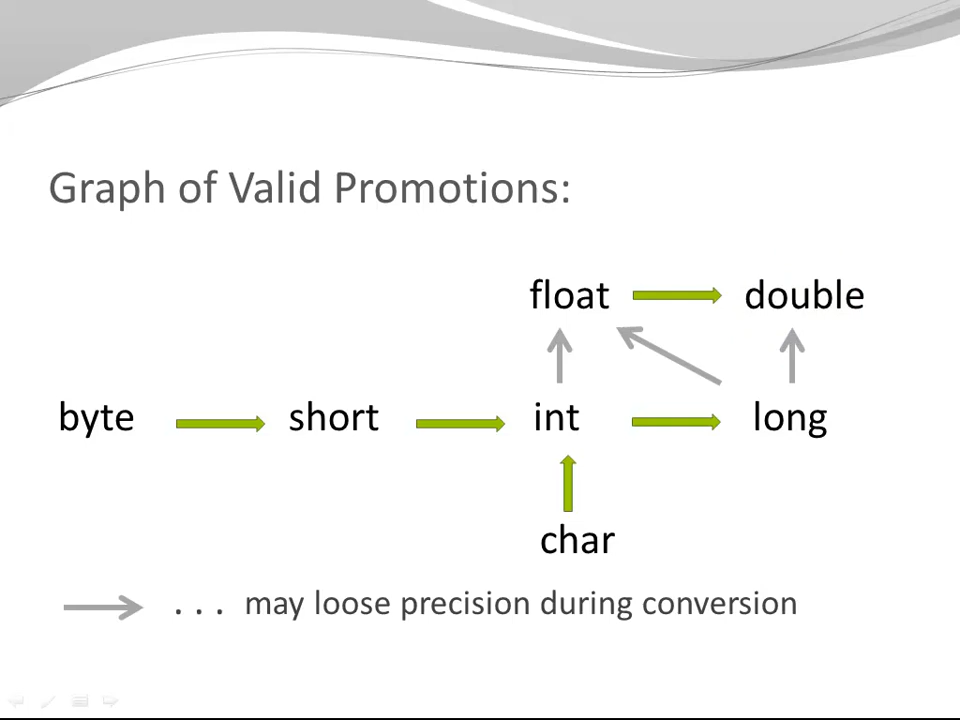 Graph of Valid Promotions:
float double
byte short int long
char
. . . may loose precision during conversion